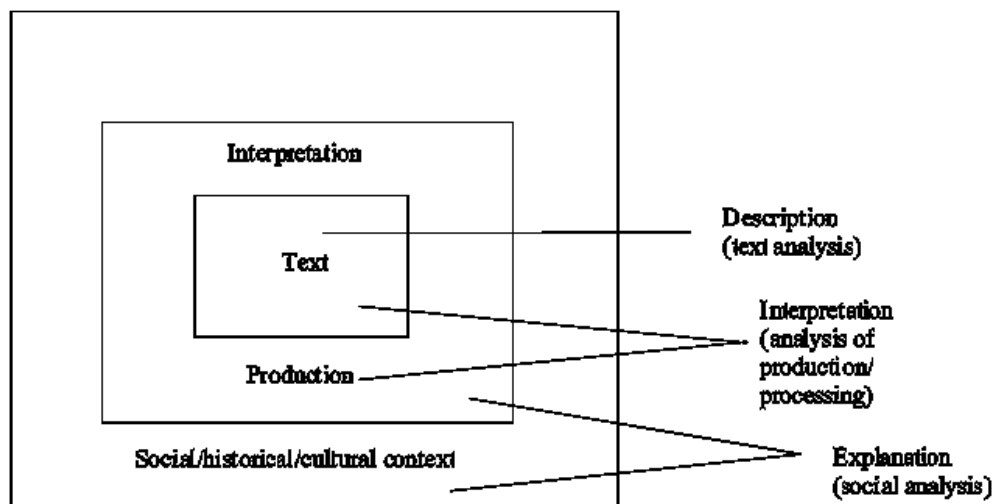 Interpretation
Text
Production
Social/historical/cultural context
Description
(text analysis)
Interpretation
(analysis of
production/
processing)
Explanation
(social analysis)